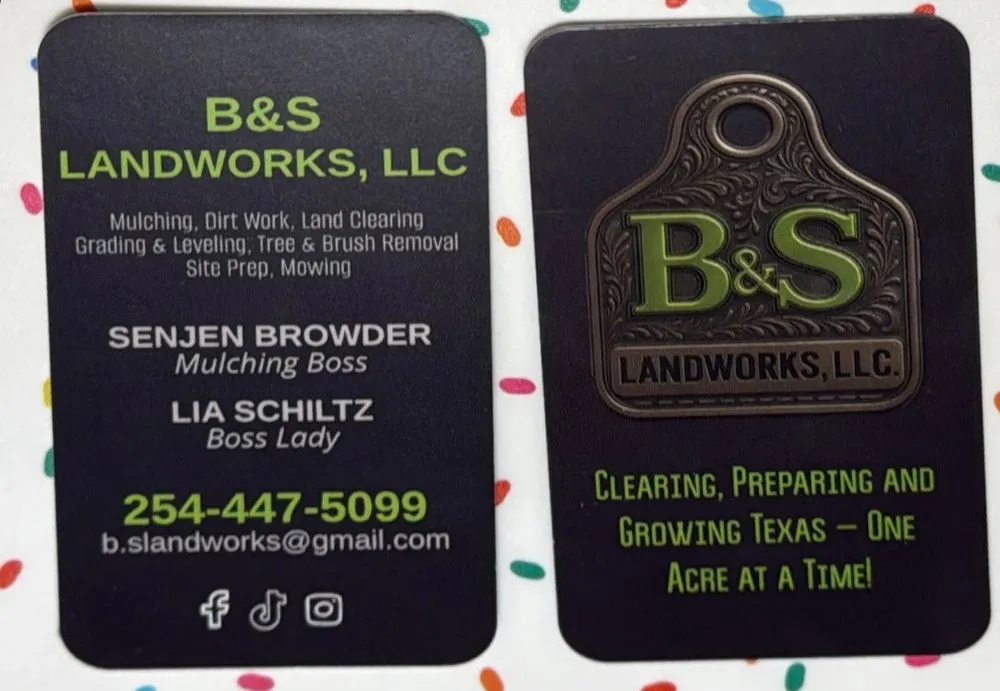 B&S
LANDWORKS, LLC
Mulching, Dirt Work, Land Clearing
Grading & Leveling, Tree & Brush Removal
Site Prep, Mowing
SENJEN BROWDER
Mulching Boss
LIA SCHILTZ
Boss Lady
254-447-5099
b.slandworks@gmail.com
B&S
LANDWORKS, LLC.
CLEARING, PREPARING AND
GROWING TEXAS – ONE
ACRE AT A TIME!